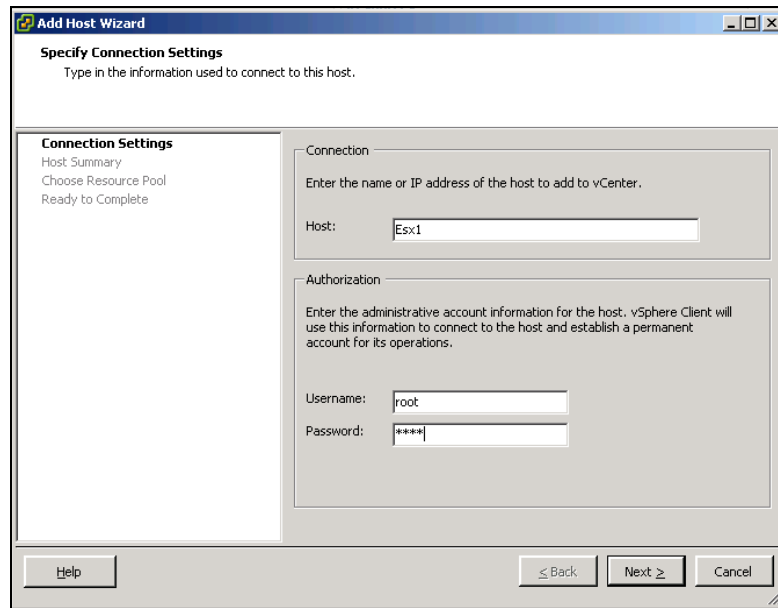 Add Host Wizard
Specify Connection Settings
Type in the information used to connect to this host.
Connection Settings
Host Summary
Choose Resource Pool
Ready to Complete
Connection
Enter the name or IP address of the host to add to vCenter.
Host:
Esx1
Authorization
Enter the administrative account information for the host. vSphere Client will
use this information to connect to the host and establish a permanent
account for its operations.
Username:
root
Password:
****
Help
< Back
Next >
Cancel